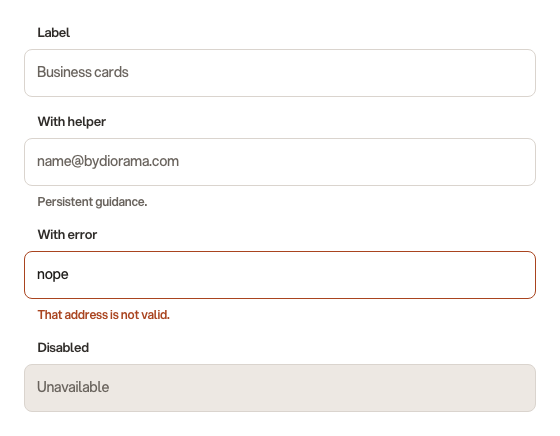 Label
Business cards
With helper
name@bydiorama.com
Persistent guidance.
With error
nope
That address is not valid.
Disabled
Unavailable